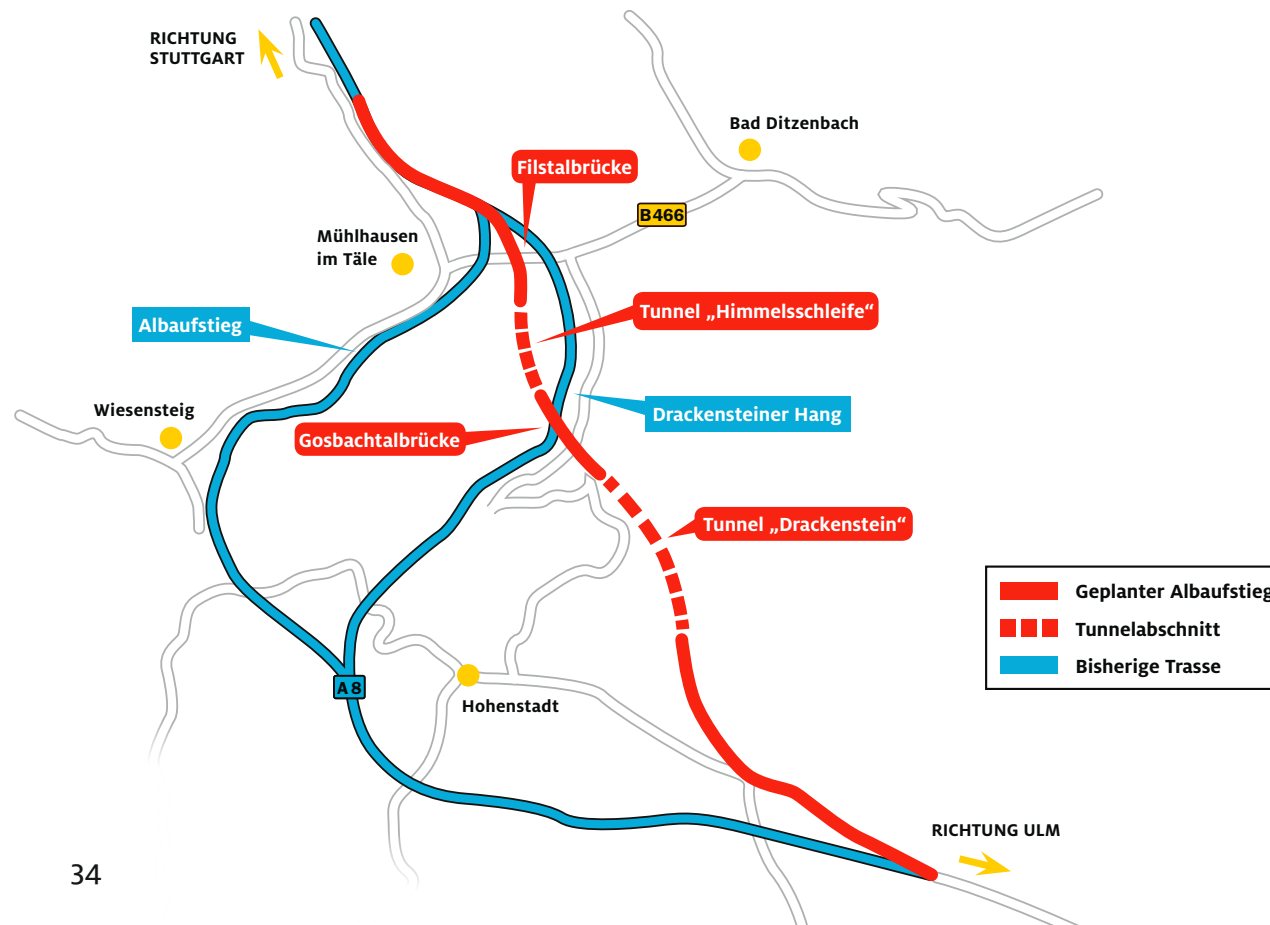 RICHTUNG
STUTTGART
Bad Ditzenbach
Filstalbrücke
B466
Mühlhausen
im Täle
Tunnel „Himmelsschleife“
Albaufstieg
Wiesensteig
Drackensteiner Hang
Gosbachtalbrücke
Tunnel „Drackenstein“
Geplanter Albaufstieg
Tunnelabschnitt
Bisherige Trasse
A 8
Hohenstadt
RICHTUNG ULM
34